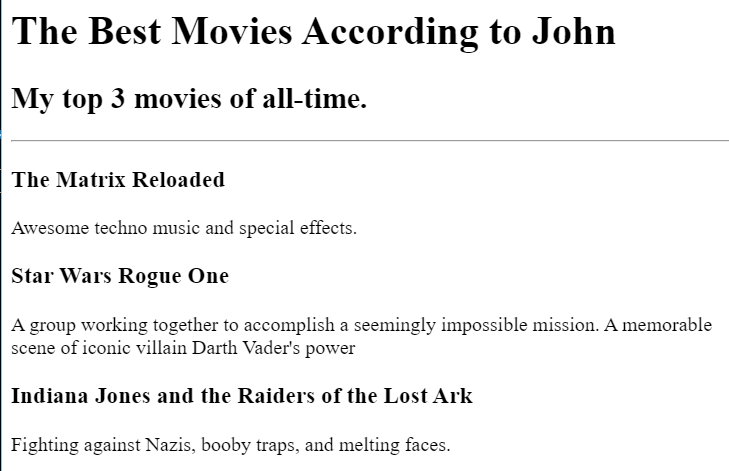 The Best Movies According to John
My top 3 movies of all-time.
The Matrix Reloaded
Awesome techno music and special effects.
Star Wars Rogue One
A group working together to accomplish a seemingly impossible mission. A memorable
scene of iconic villain Darth Vader's power
Indiana Jones and the Raiders of the Lost Ark
Fighting against Nazis, booby traps, and melting faces.